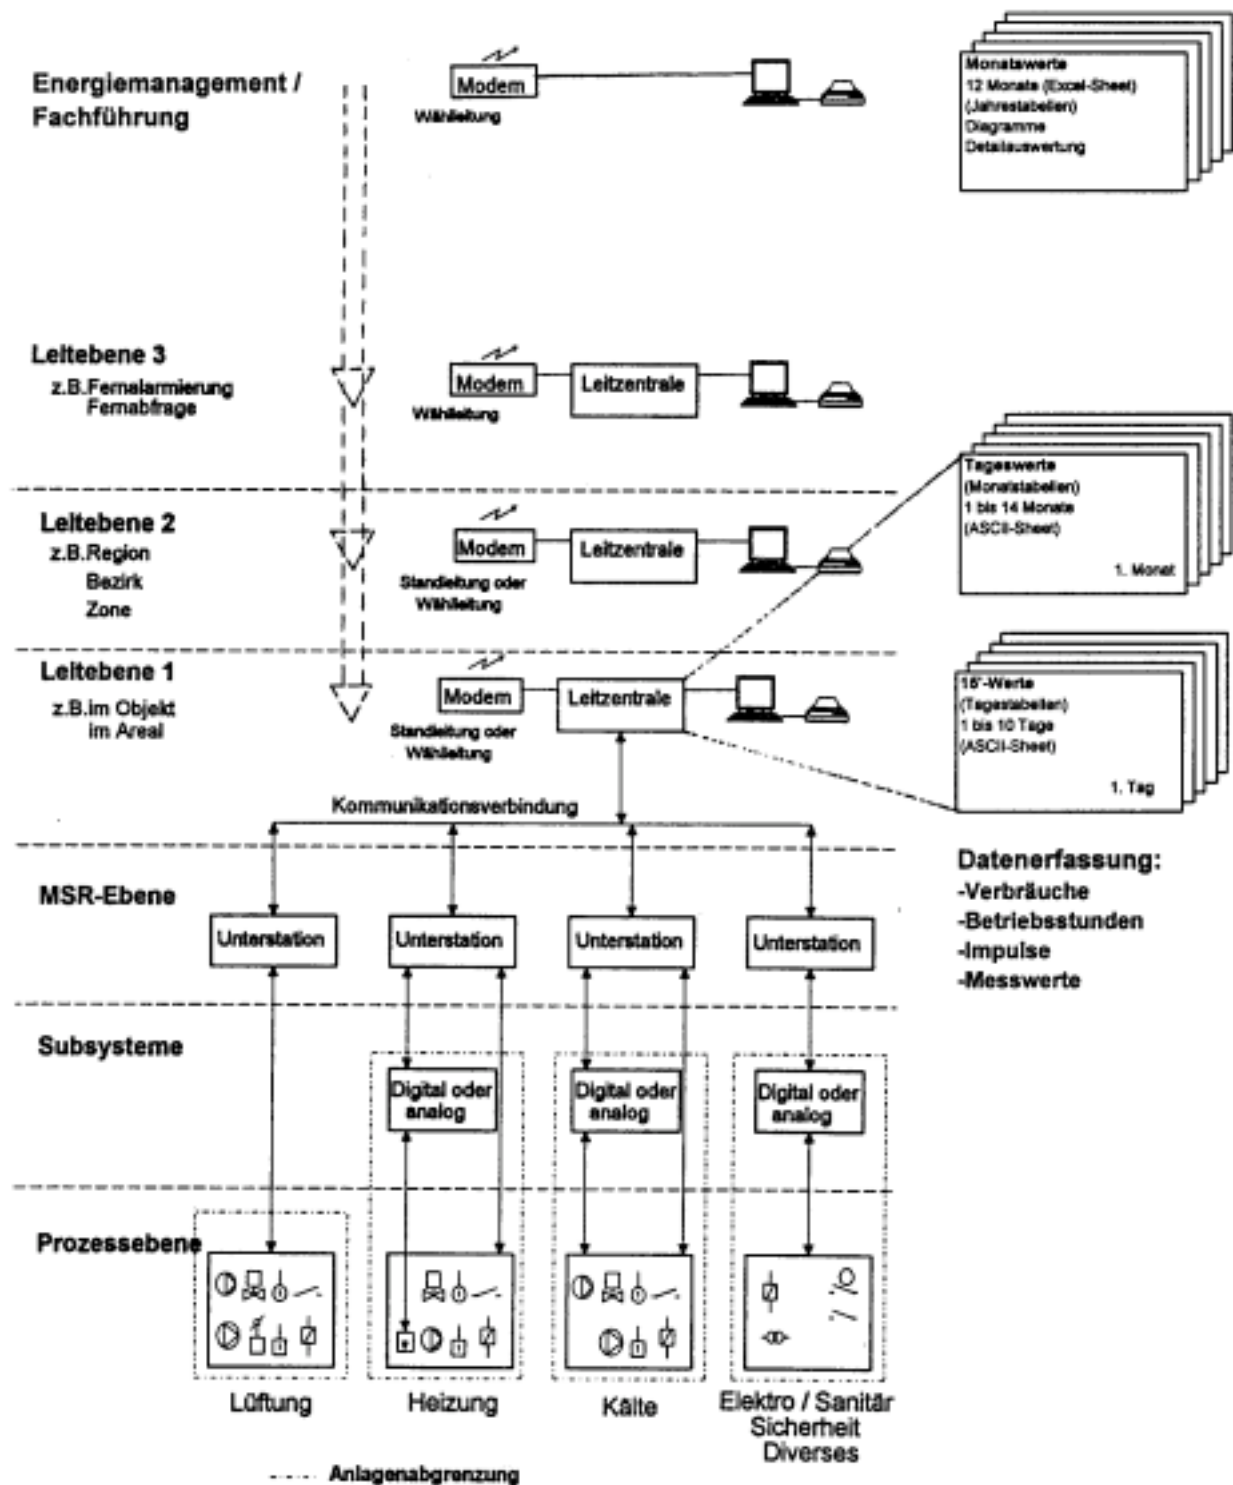 Energiemanagement /
Fachführung
Modem
Wählleitung
Monatswerte
12 Monate (Excel-Sheet)
(Jahrestabellen)
Diagramme
Detailauswertung
Leitebene 3
z.B.Fernalarmierung
Fernabfrage
Modem
Wählleitung
Leitzentrale
Tageswerte
(Monatstabellen)
1 bis 14 Monate
(ASCII-Sheet)
1. Monat
Leitebene 2
z.B.Region
Bezirk
Zone
Modem
Standleitung oder
Wählleitung
Leitzentrale
Leitebene 1
z.B.im Objekt
im Areal
Modem
Standleitung oder
Wählleitung
Leitzentrale
15'-Werte
(Tagestabellen)
1 bis 10 Tage
(ASCII-Sheet)
1. Tag
Kommunikationsverbindung
Datenerfassung:
-Verbräuche
-Betriebsstunden
-Impulse
-Messwerte
MSR-Ebene
Unterstation
Unterstation
Unterstation
Unterstation
Subsysteme
Digital oder
analog
Digital oder
analog
Digital oder
analog
Prozessebene
Lüftung
Heizung
Kälte
Elektro / Sanitär
Sicherheit
Diverses
Anlagenabgrenzung